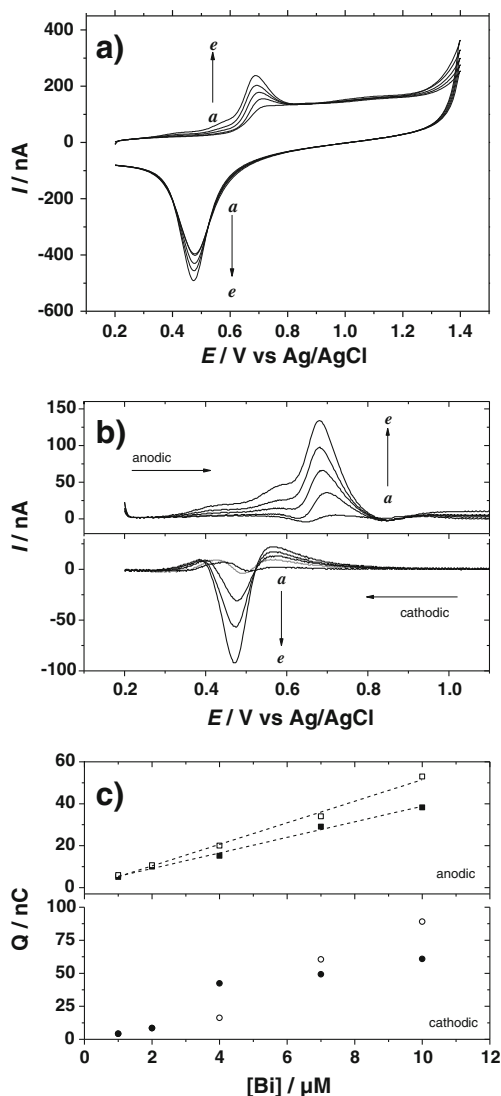 a)
400
200
0
-200
-400
-600
I / nA
e
a
a
e
0.2 0.4 0.6 0.8 1.0 1.2 1.4
E / V vs Ag/AgCl
b)
150
100
50
0
anodic
e
a
I / nA
0
-50
-100
a
e
cathodic
0.2 0.4 0.6 0.8 1.0
E / V vs Ag/AgCl
c)
60
40
20
0
anodic
Q / nC
100
75
50
25
0
cathodic
0 2 4 6 8 10 12
[Bi] / µM